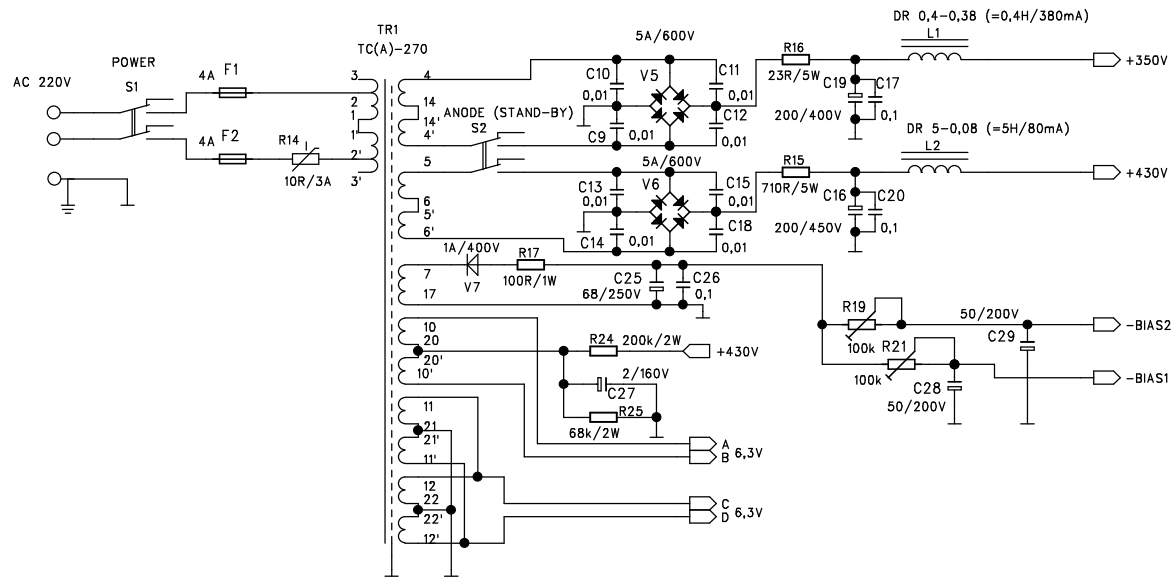 DR 0,4-0,38 (=0,4H/380mA)
TR1
TC(A)-270
5A/600V
R16
L1
+350V
POWER
F1
4A
C10
V5
C11
23R/5W
C19
C17
AC 220V
S1
3
4
0,01
0,01
2
14
ANODE (STAND-BY)
C12
200/400V
0,1
1
14'
S2
C9
0,01
0,01
DR 5-0,08 (=5H/80mA)
4A
F2
R14
1'
4'
L2
2'
5
5A/600V
R15
+430V
10R/3A
3'
C13
V6
C15
710R/5W
C16
C20
6
0,01
0,01
5'
C18
200/450V
0,1
6'
C14
0,01
0,01
1A/400V
R17
7
V7
100R/1W
C25
C26
17
68/250V
0,1
R19
50/200V
10
R24
200k/2W
C29
-BIAS2
20
+430V
100k
R21
20'
10'
2/160V
100k
C28
-BIAS1
C27
50/200V
11
R25
21
68k/2W
21'
A
6,3V
11'
B
12
22
C
6,3V
22'
D
12'